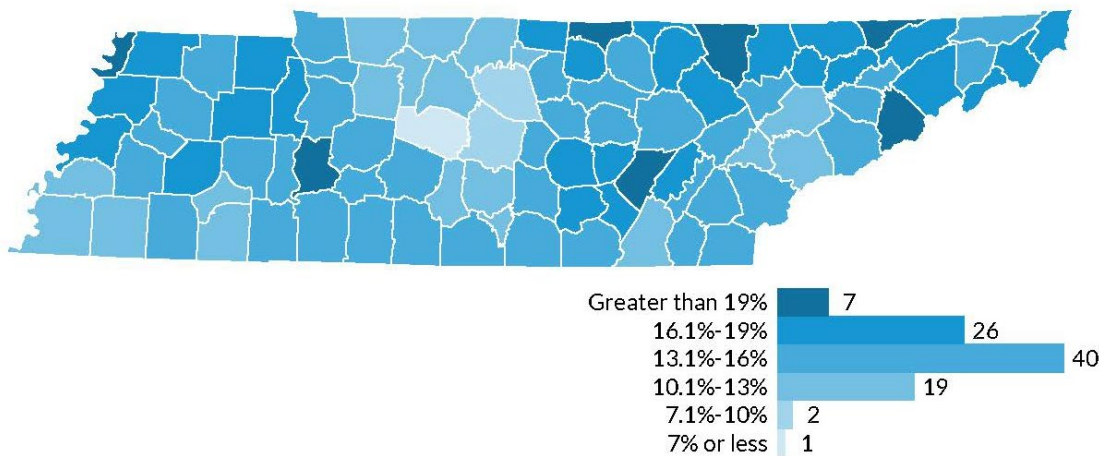 Greater than 19% 7
16.1%-19% 26
13.1%-16% 40
10.1%-13% 19
7.1%-10% 2
7% or less 1